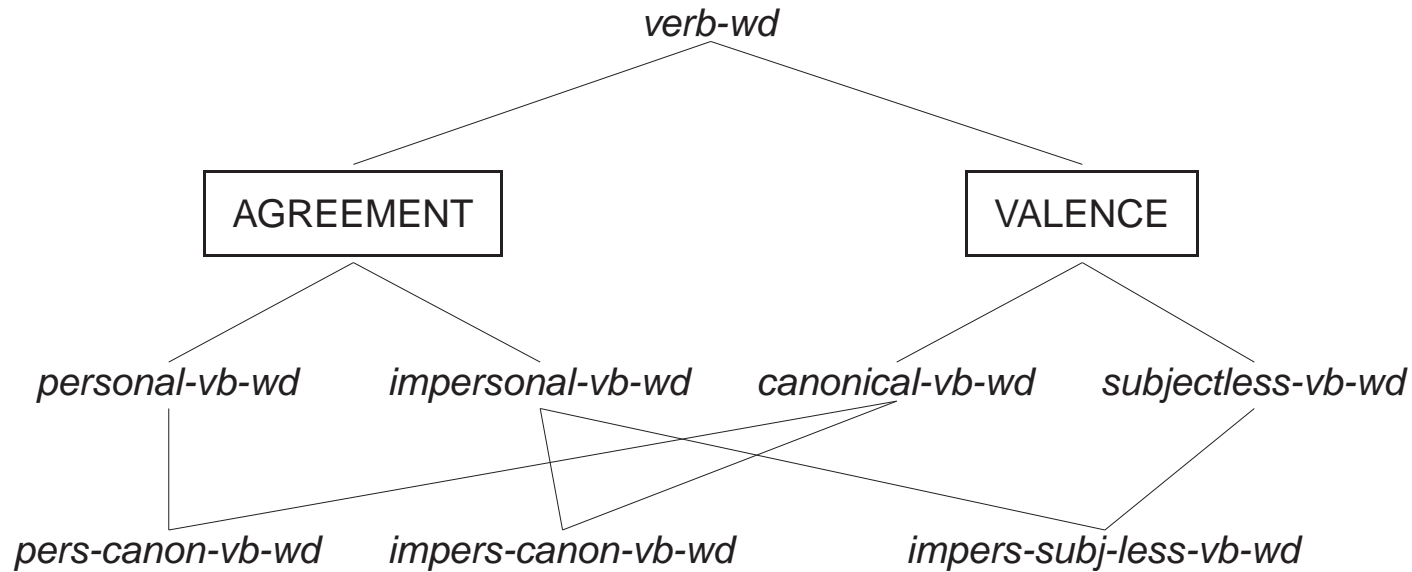 verb-wd
AGREEMENT VALENCE
personal-vb-wd impersonal-vb-wd canonical-vb-wd subjectless-vb-wd
pers-canon-vb-wd impers-canon-vb-wd impers-subj-less-vb-wd